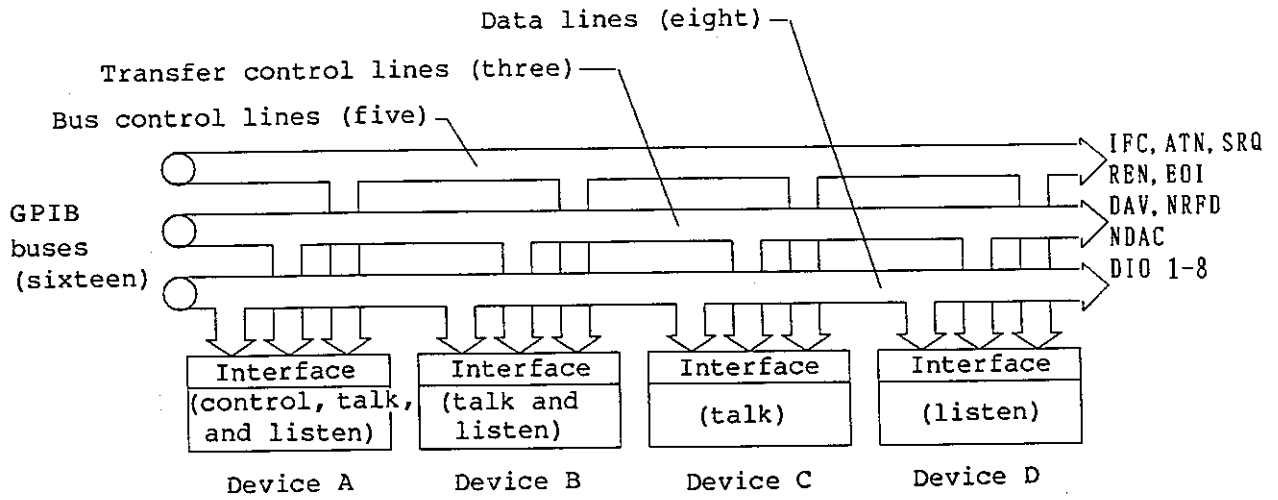 Data lines (eight)
Transfer control lines (three)
Bus control lines (five)
IFC, ATN, SRQ
REN, EOI
GPIB
buses
(sixteen)
DAV, NRFD
NDAC
DIO 1-8
Interface
(control, talk,
and listen)
Device A
Interface
(talk and
listen)
Device B
Interface
(talk)
Device C
Interface
(listen)
Device D